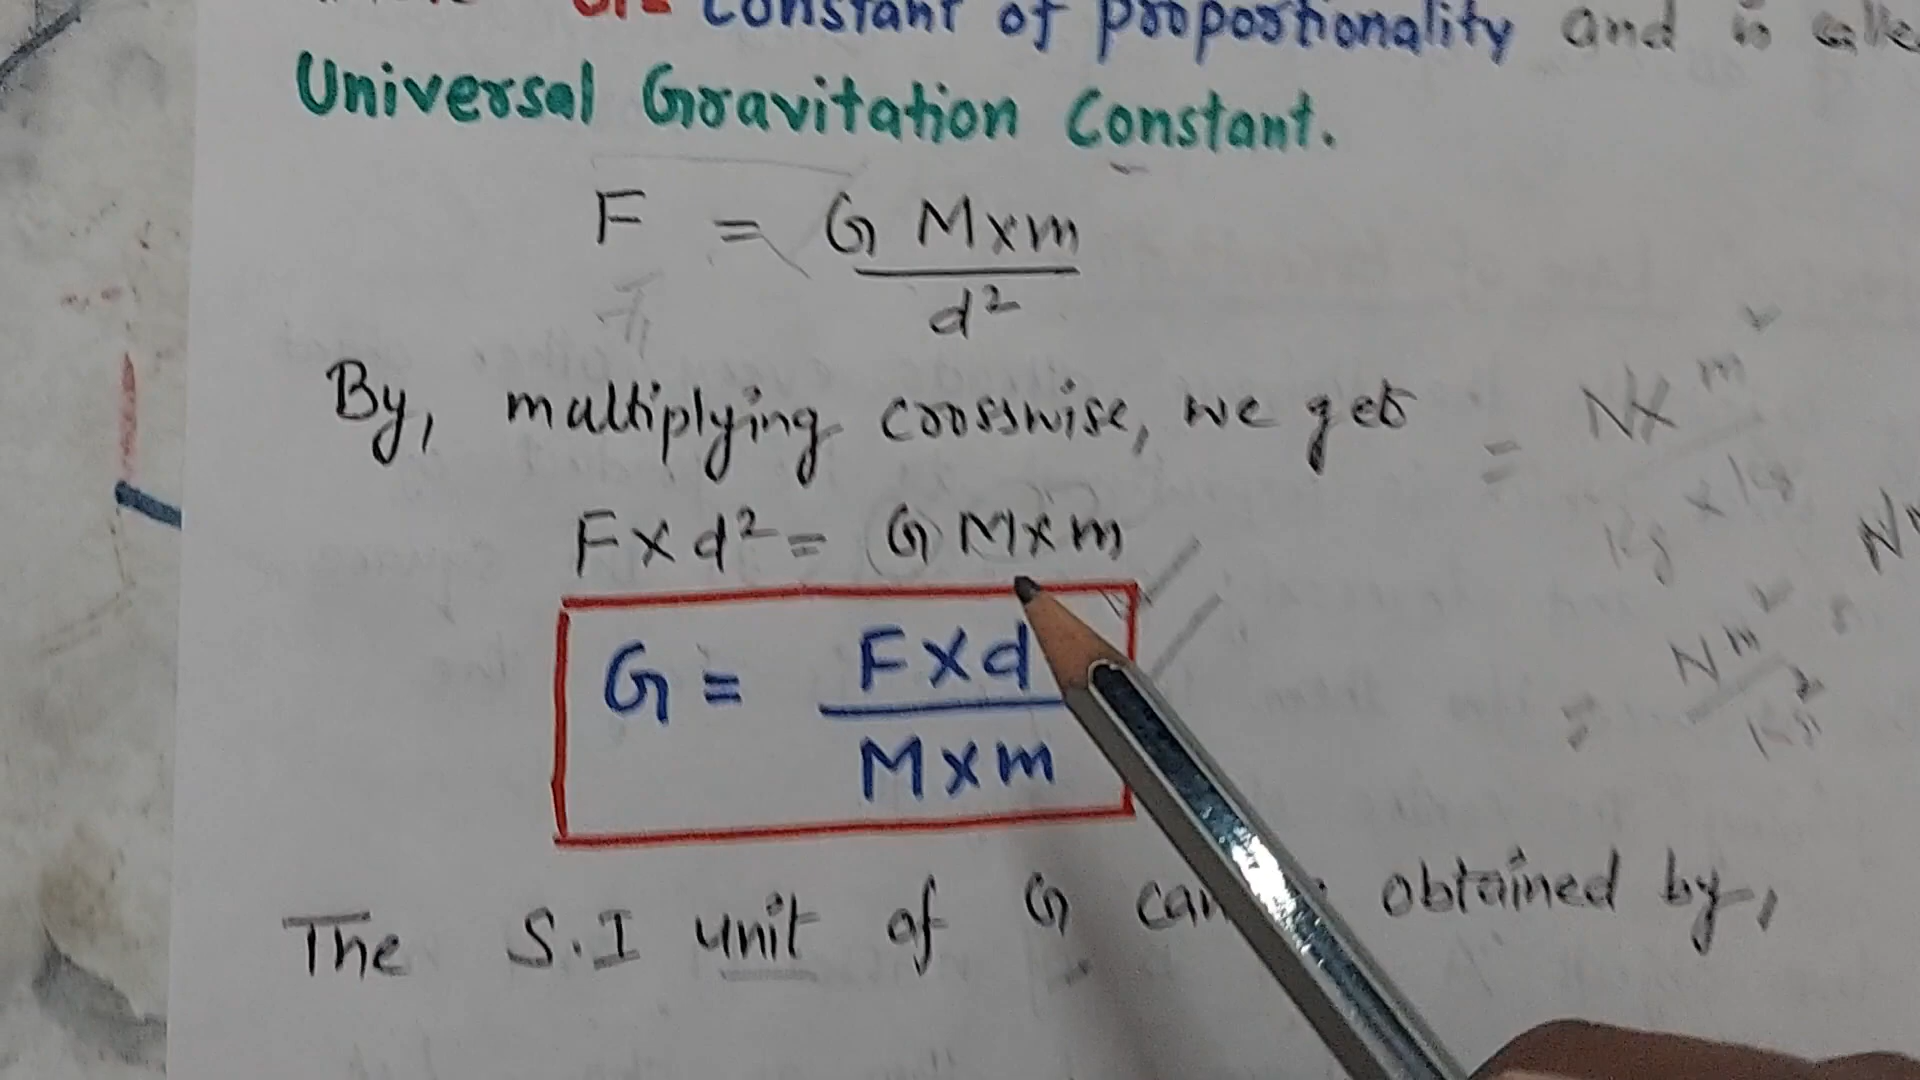 G = Constant of proportionality and is
Universal Gravitation Constant.
F = G M x m
d²
By, multiplying crosswise, we get
F x d² = G M x m
G = F x d
M x m
The S.I unit of G can obtained by,